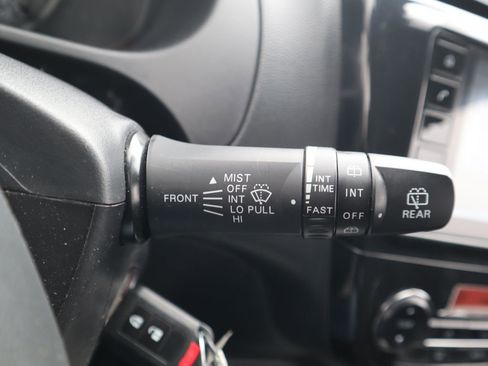 MIST
OFF
FRONT INT
LO PULL
HI
INT
TIME
FAST
INT
OFF
REAR